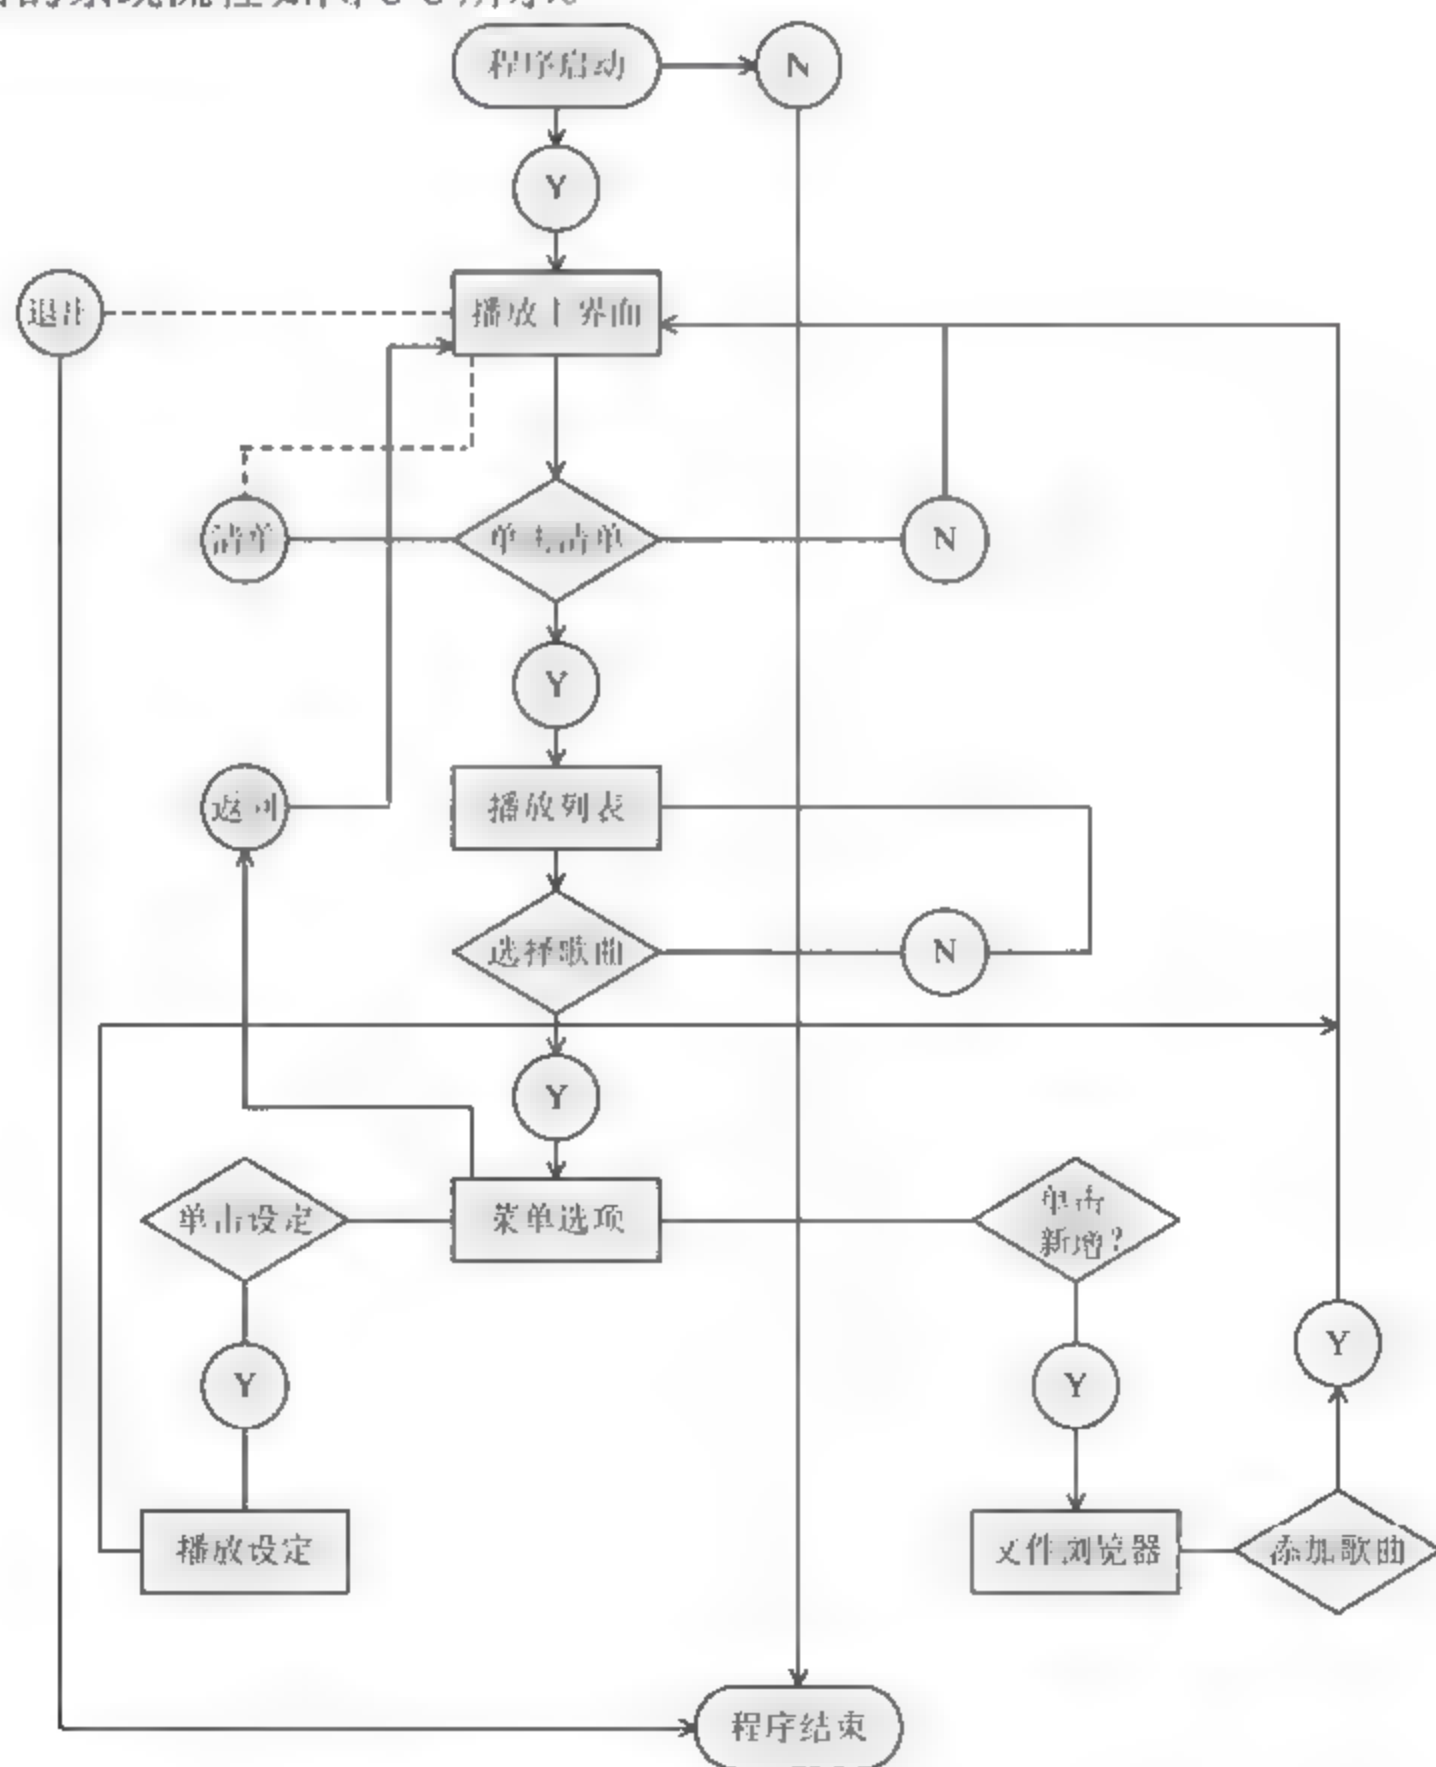 程序启动
N
Y
退出
播放主界面
清单
单击清单
N
Y
返回
播放列表
选择歌曲
N
Y
单击设定
菜单选项
单击
新增?
Y
Y
Y
播放设定
文件浏览器
添加歌曲
程序结束